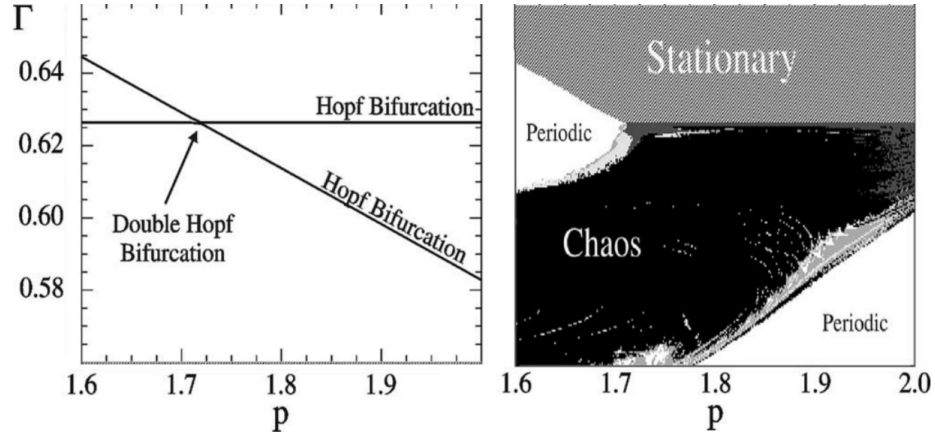 Γ
0.64
0.62
0.60
0.58
Hopf Bifurcation
Hopf Bifurcation
Double Hopf
Bifurcation
1.6 1.7 1.8 1.9
p
Stationary
Periodic
Chaos
Periodic
1.6 1.7 1.8 1.9 2.0
p